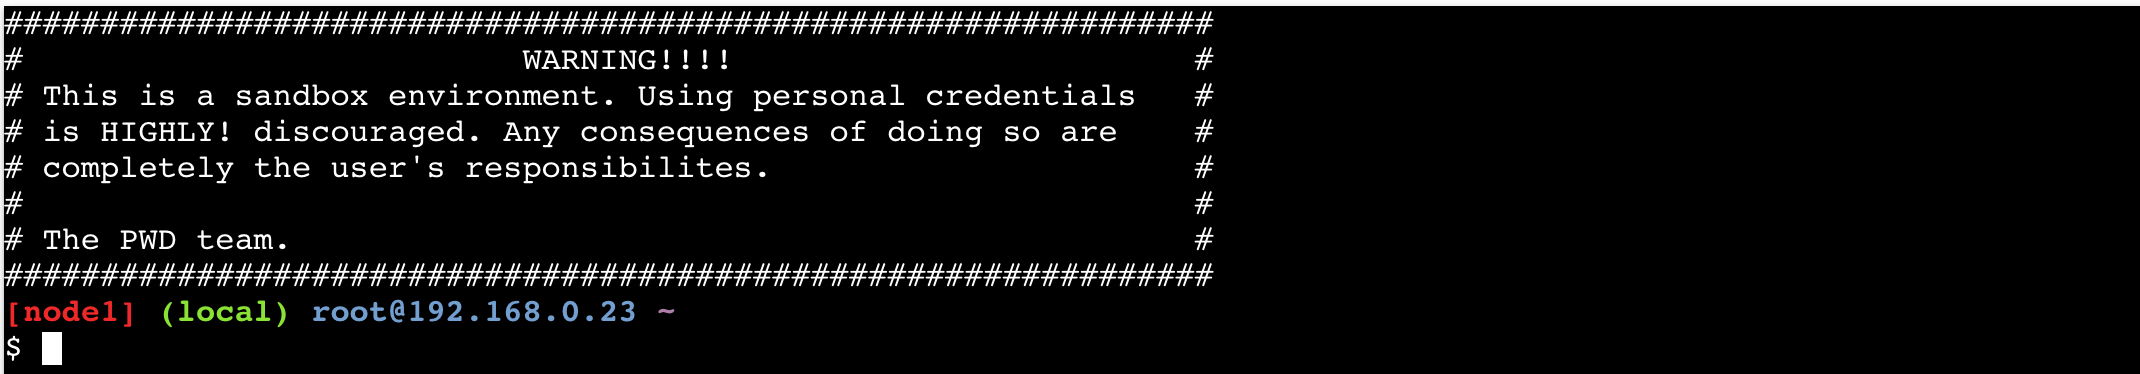 ###############################################################
#                          WARNING!!!!                        #
# This is a sandbox environment. Using personal credentials   #
# is HIGHLY! discouraged. Any consequences of doing so are    #
# completely the user's responsibilites.                      #
#                                                             #
# The PWD team.                                               #
###############################################################
[node1] (local) root@192.168.0.23 ~
$